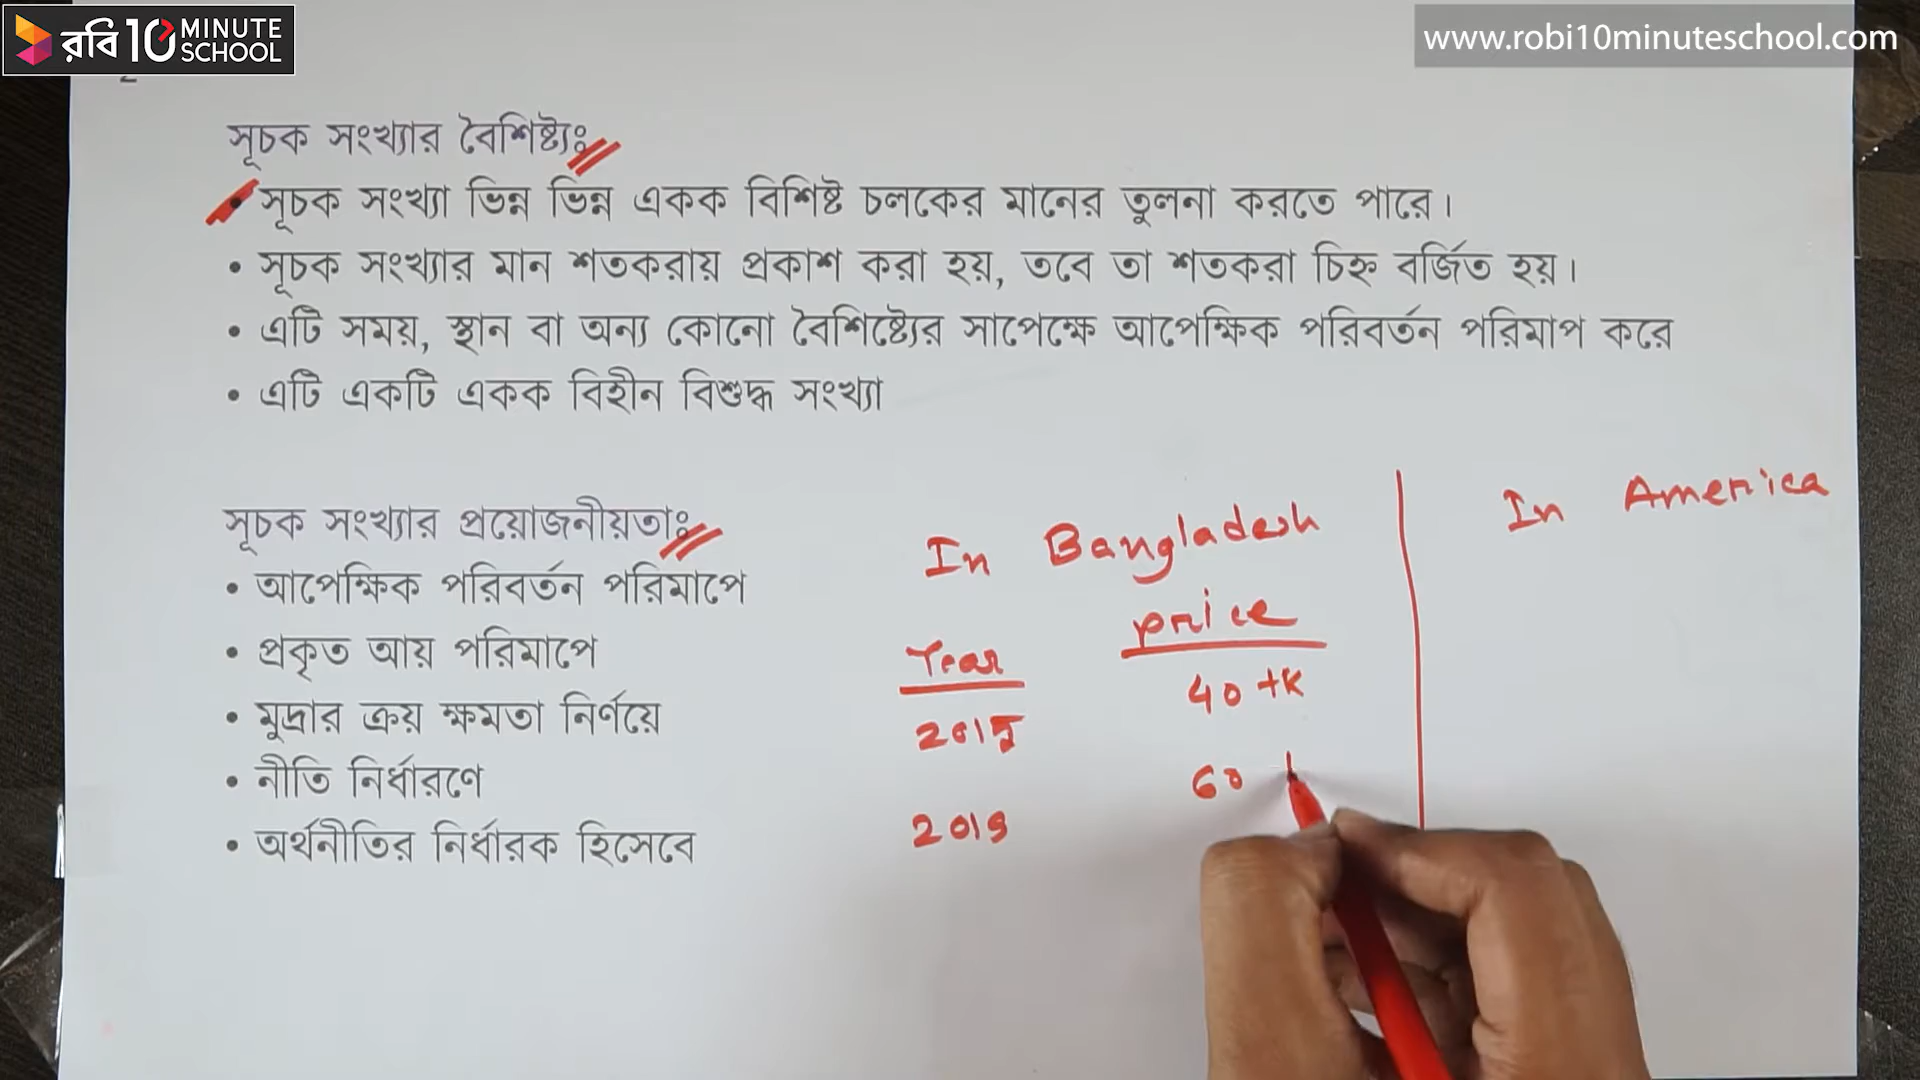 রবি 10 MINUTE SCHOOL
www.robi10minuteschool.com
সূচক সংখ্যার বৈশিষ্ট্যঃ
• সূচক সংখ্যা ভিন্ন ভিন্ন একক বিশিষ্ট চলকের মানের তুলনা করতে পারে।
• সূচক সংখ্যার মান শতকরায় প্রকাশ করা হয়, তবে তা শতকরা চিহ্ন বর্জিত হয়।
• এটি সময়, স্থান বা অন্য কোনো বৈশিষ্ট্যের সাপেক্ষে আপেক্ষিক পরিবর্তন পরিমাপ করে
• এটি একটি একক বিহীন বিশুদ্ধ সংখ্যা
সূচক সংখ্যার প্রয়োজনীয়তাঃ
• আপেক্ষিক পরিবর্তন পরিমাপে
• প্রকৃত আয় পরিমাপে
• মুদ্রার ক্রয় ক্ষমতা নির্ণয়ে
• নীতি নির্ধারণে
• অর্থনীতির নির্ধারক হিসেবে
In Bangladesh
Year price
40 tk
60
2019
In America